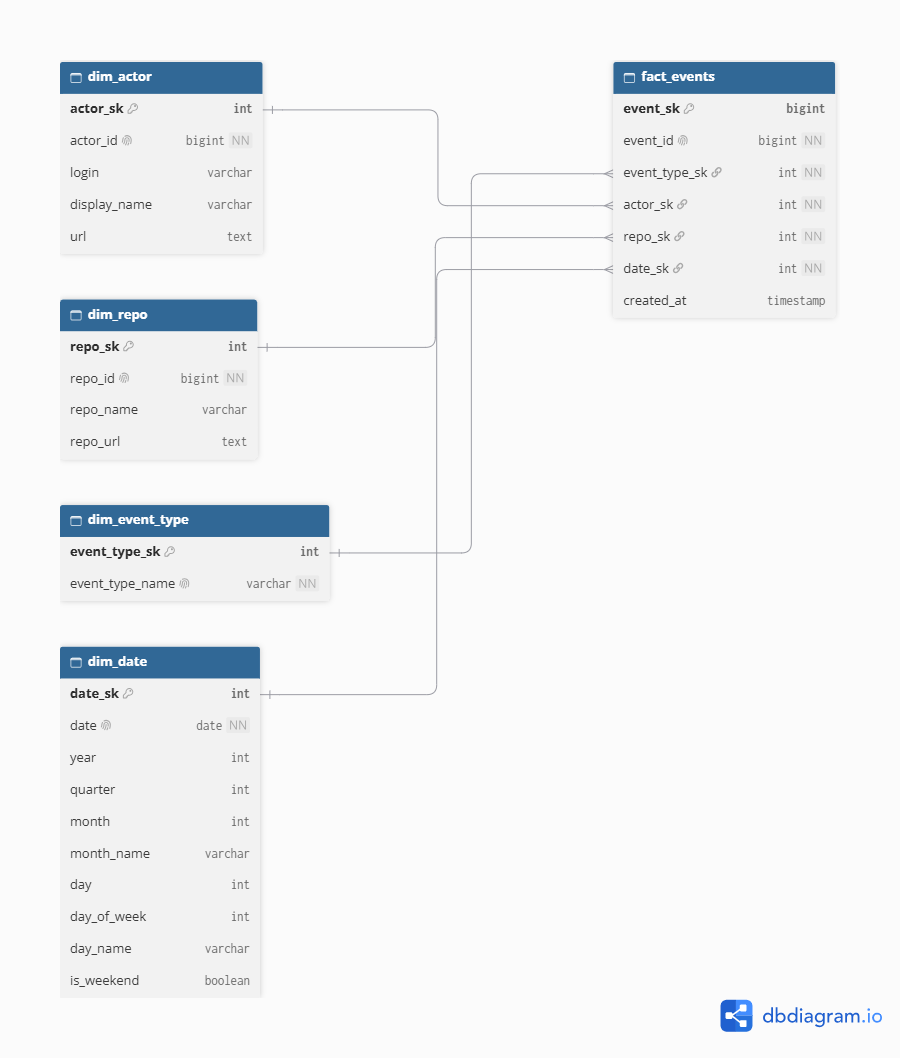 dim_actor
actor_sk int
actor_id bigint NN
login varchar
display_name varchar
url text
dim_repo
repo_sk int
repo_id bigint NN
repo_name varchar
repo_url text
dim_event_type
event_type_sk int
event_type_name varchar NN
dim_date
date_sk int
date date NN
year int
quarter int
month int
month_name varchar
day int
day_of_week int
day_name varchar
is_weekend boolean
fact_events
event_sk bigint
event_id bigint NN
event_type_sk int NN
actor_sk int NN
repo_sk int NN
date_sk int NN
created_at timestamp
dbdiagram.io